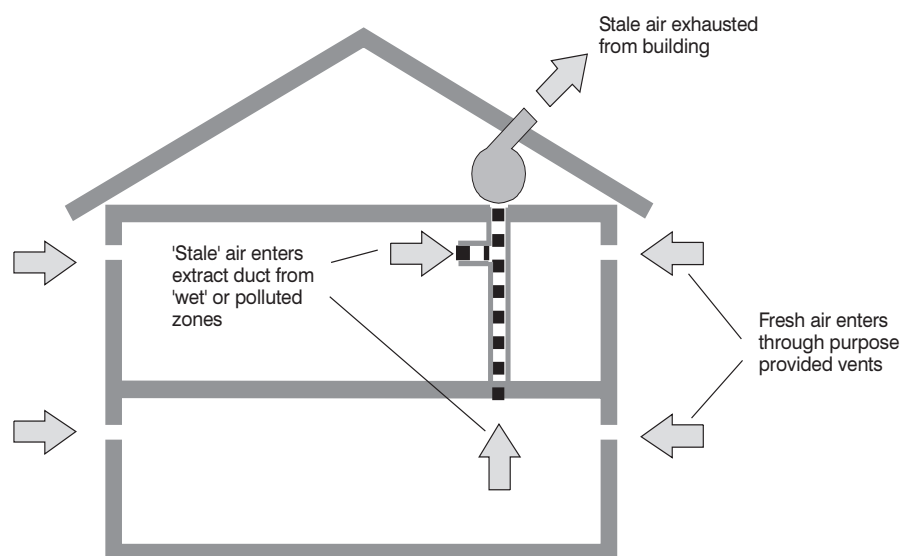 Stale air exhausted
from building
'Stale' air enters
extract duct from
'wet' or polluted
zones
Fresh air enters
through purpose
provided vents